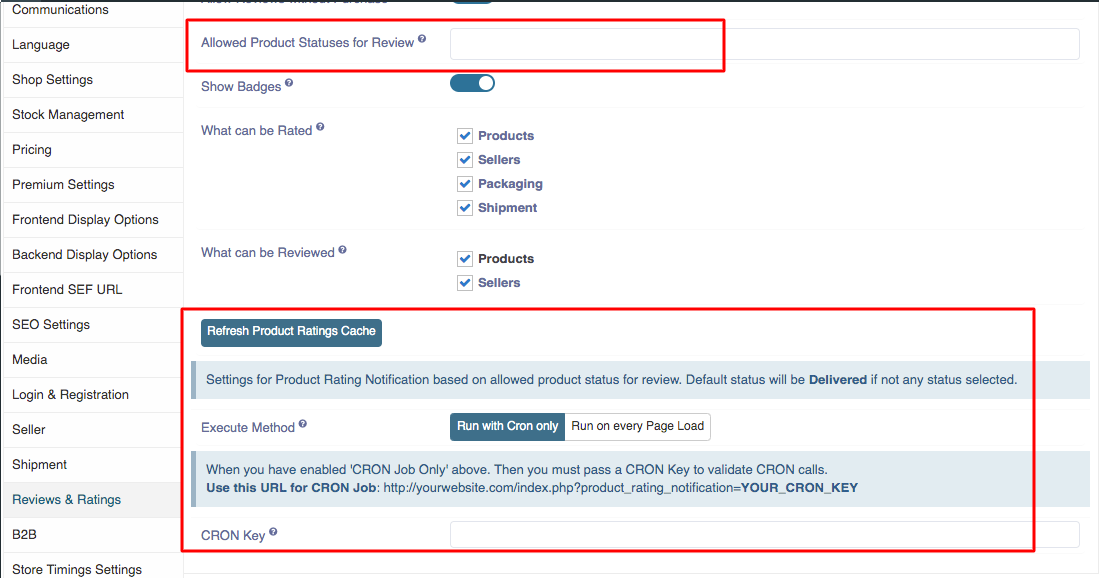 Communications
Language
Shop Settings
Stock Management
Pricing
Premium Settings
Frontend Display Options
Backend Display Options
Frontend SEF URL
SEO Settings
Media
Login & Registration
Seller
Shipment
Reviews & Ratings
B2B
Store Timings Settings
Allowed Product Statuses for Review ?
Show Badges ?
What can be Rated ?
Products
Sellers
Packaging
Shipment
What can be Reviewed ?
Products
Sellers
Refresh Product Ratings Cache
Settings for Product Rating Notification based on allowed product status for review. Default status will be Delivered if not any status selected.
Execute Method ?
Run with Cron only
Run on every Page Load
When you have enabled 'CRON Job Only' above. Then you must pass a CRON Key to validate CRON calls.
Use this URL for CRON Job: http://yourwebsite.com/index.php?product_rating_notification=YOUR_CRON_KEY
CRON Key ?